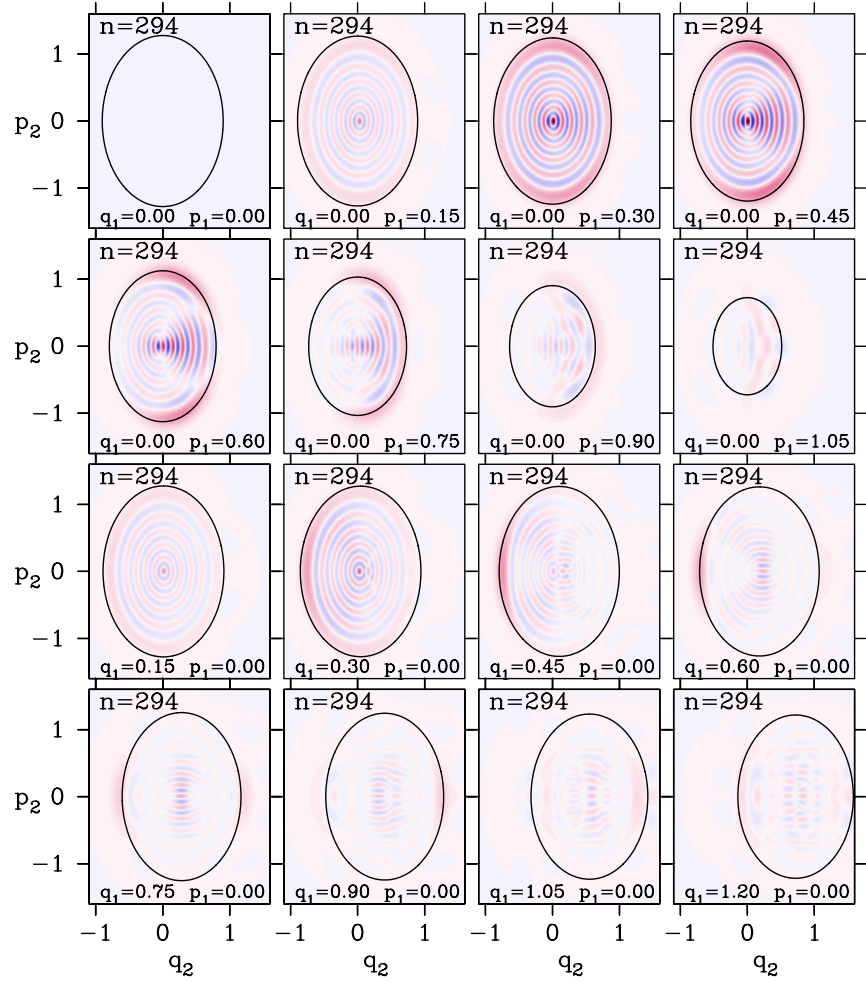 n=294 n=294 n=294 n=294
1
p₂ 0
−1
q₁=0.00 p₁=0.00 q₁=0.00 p₁=0.15 q₁=0.00 p₁=0.30 q₁=0.00 p₁=0.45
n=294 n=294 n=294 n=294
1
p₂ 0
−1
q₁=0.00 p₁=0.60 q₁=0.00 p₁=0.75 q₁=0.00 p₁=0.90 q₁=0.00 p₁=1.05
n=294 n=294 n=294 n=294
1
p₂ 0
−1
q₁=0.15 p₁=0.00 q₁=0.30 p₁=0.00 q₁=0.45 p₁=0.00 q₁=0.60 p₁=0.00
n=294 n=294 n=294 n=294
1
p₂ 0
−1
q₁=0.75 p₁=0.00 q₁=0.90 p₁=0.00 q₁=1.05 p₁=0.00 q₁=1.20 p₁=0.00
−1 0 1 −1 0 1 −1 0 1 −1 0 1
q₂ q₂ q₂ q₂